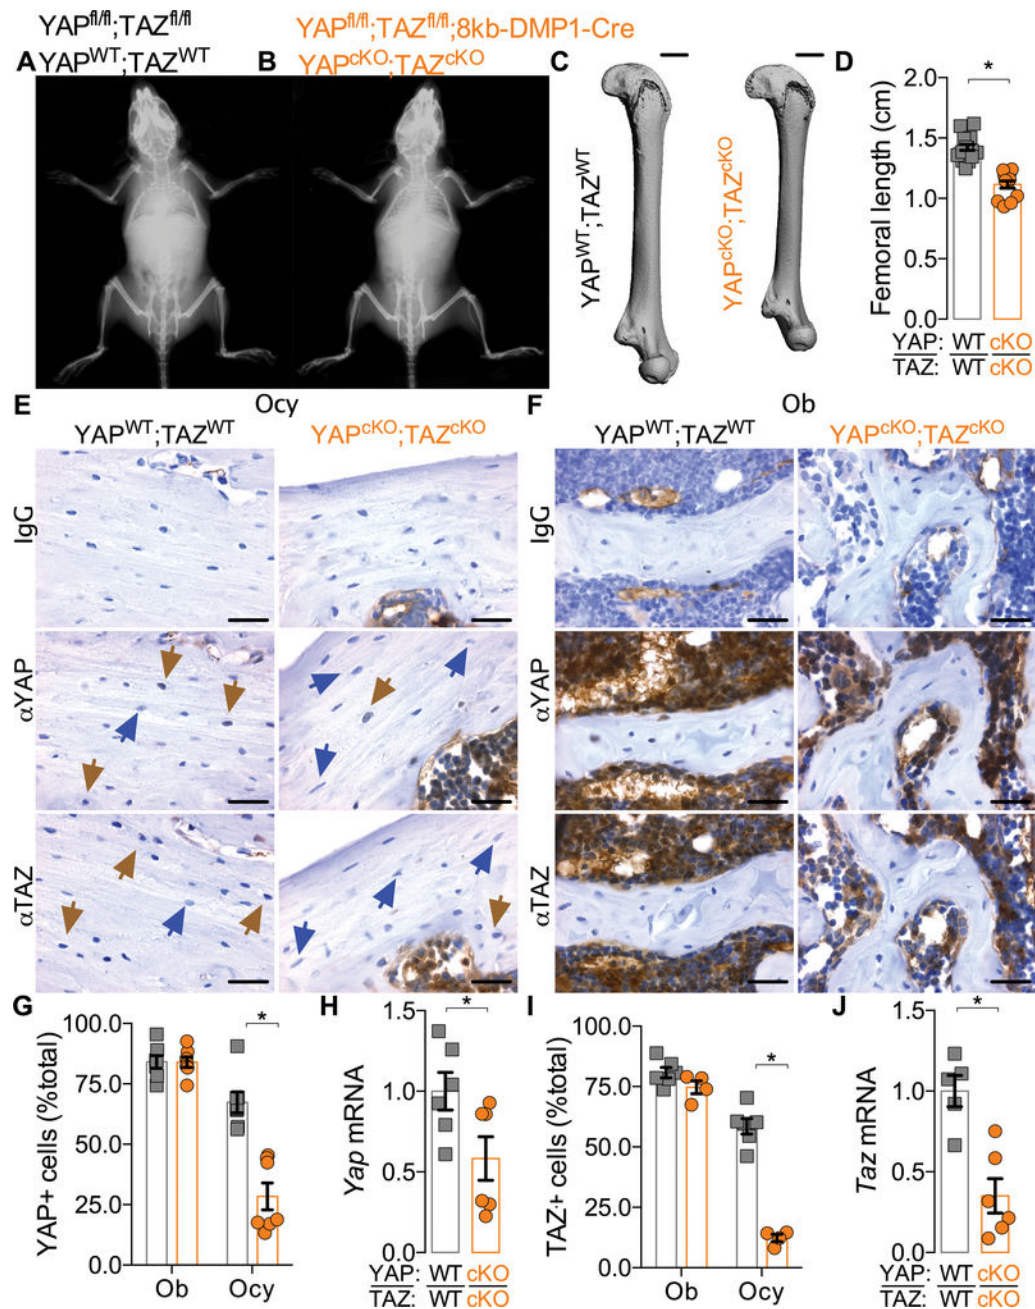 YAPfl/fl;TAZfl/fl
YAPfl/fl;TAZfl/fl;8kb-DMP1-Cre
A YAPWT;TAZWT
B YAPcKO;TAZcKO
C
YAPWT;TAZWT
YAPcKO;TAZcKO
D
Femoral length (cm)
2.0
1.5
1.0
0.5
0.0
*
YAP: WT cKO
TAZ: WT cKO
E Ocy
YAPWT;TAZWT YAPcKO;TAZcKO
F Ob
YAPWT;TAZWT YAPcKO;TAZcKO
IgG
αYAP
αTAZ
IgG
αYAP
αTAZ
G
YAP+ cells (%total)
100.0
75.0
50.0
25.0
0.0
*
Ob Ocy
H
Yap mRNA
1.5
1.0
0.5
0.0
*
YAP: WT cKO
TAZ: WT cKO
I
TAZ+ cells (%total)
100.0
75.0
50.0
25.0
0.0
*
Ob Ocy
J
Taz mRNA
1.5
1.0
0.5
0.0
*
YAP: WT cKO
TAZ: WT cKO